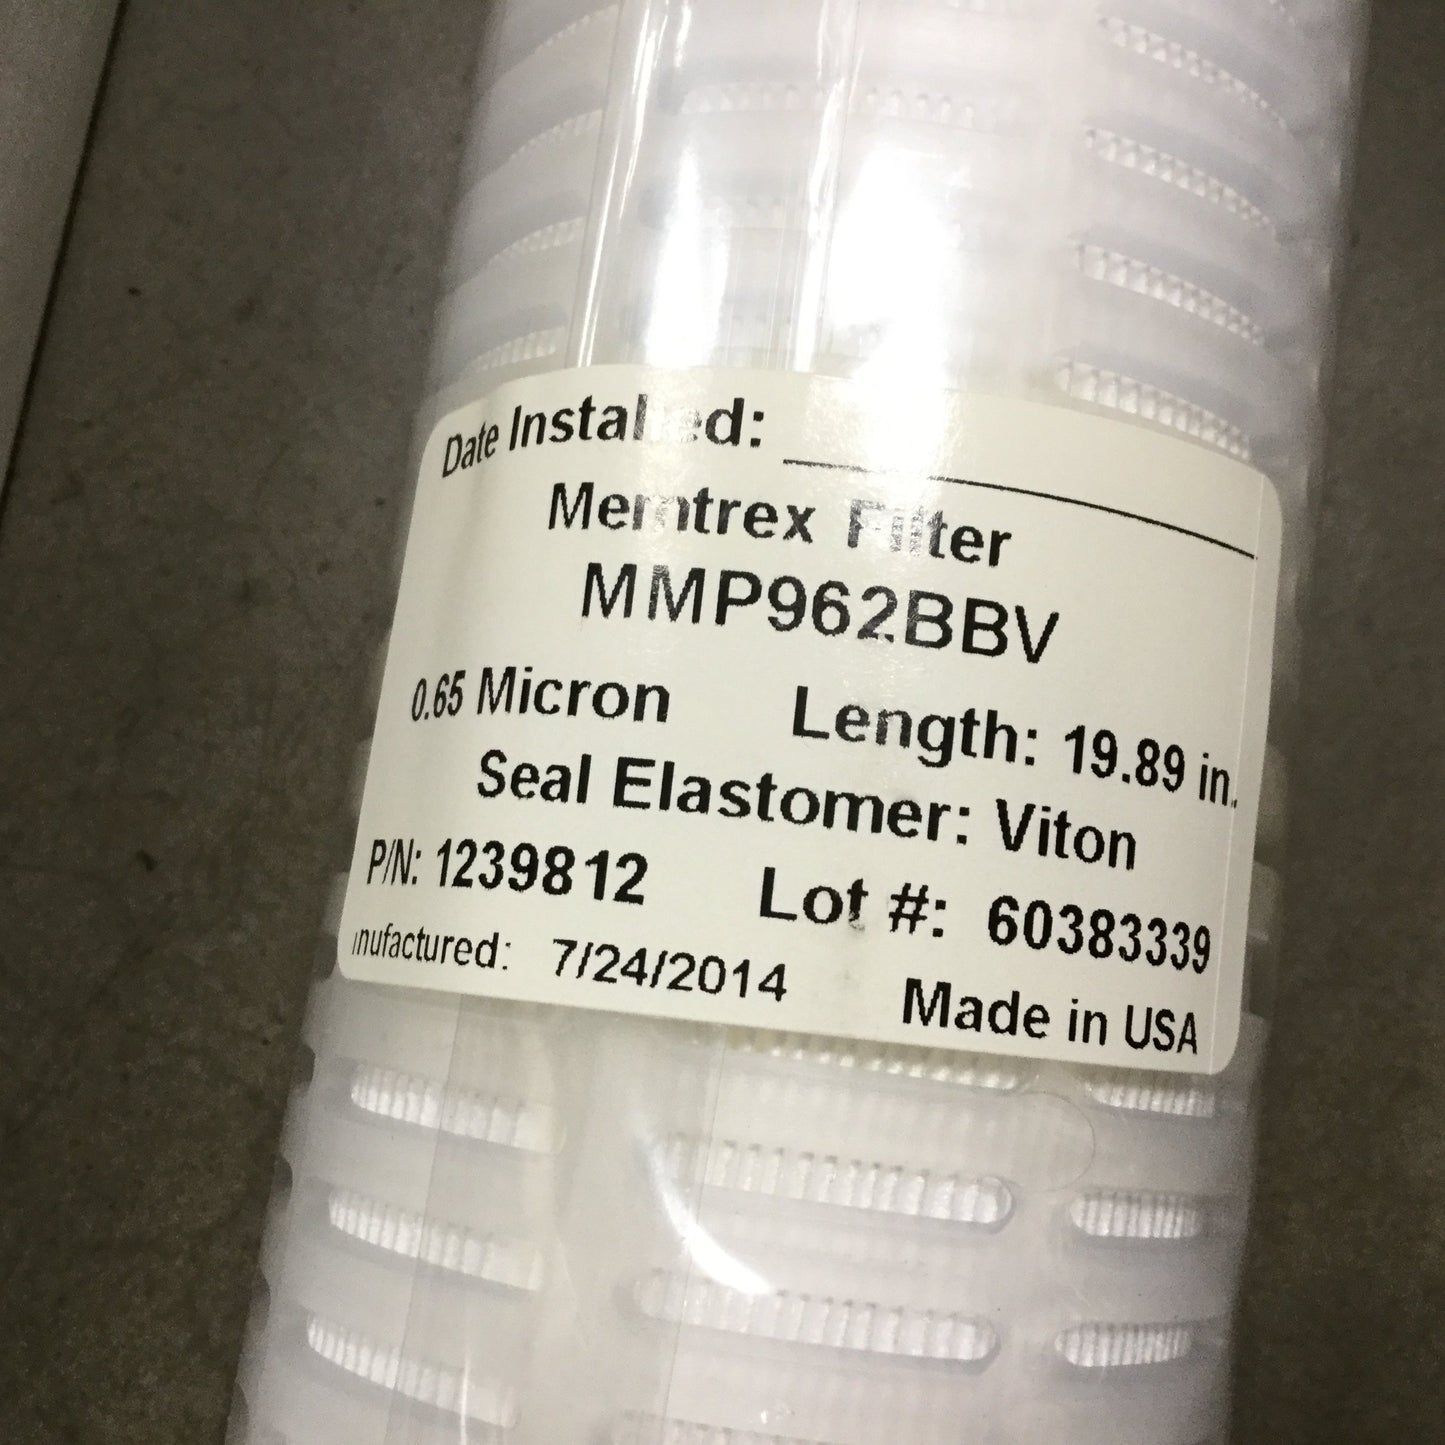 Date Installed:
Memtrex Filter
MMP962BBV
0.65 Micron Length: 19.89 in.
Seal Elastomer: Viton
P/N: 1239812 Lot #: 60383339
nufactured: 7/24/2014 Made in USA